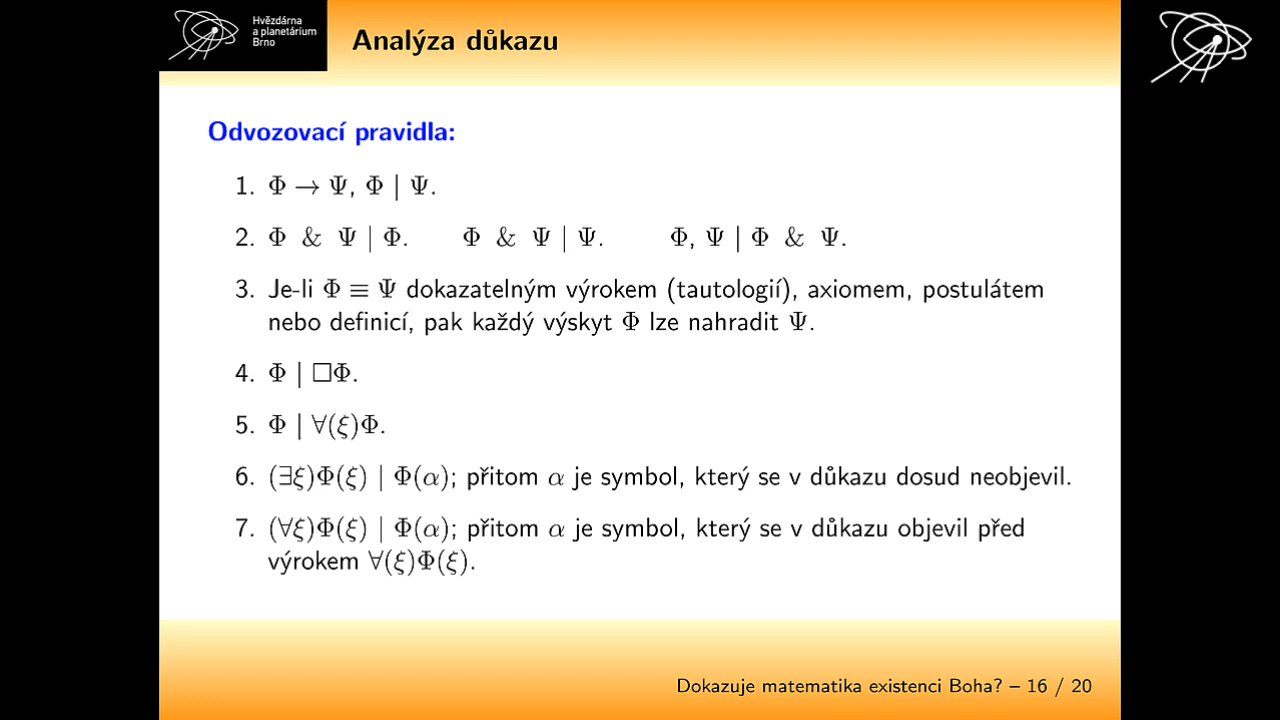 Hvězdárna
a planetárium
Brno
Analýza důkazu
Odvozovací pravidla:
1. Φ → Ψ, Φ | Ψ.
2. Φ & Ψ | Φ. Φ & Ψ | Ψ. Φ, Ψ | Φ & Ψ.
3. Je-li Φ ≡ Ψ dokazatelným výrokem (tautologií), axiomem, postulátem
nebo definicí, pak každý výskyt Φ lze nahradit Ψ.
4. Φ | □Φ.
5. Φ | ∀(ξ)Φ.
6. (∃ξ)Φ(ξ) | Φ(α); přitom α je symbol, který se v důkazu dosud neobjevil.
7. (∀ξ)Φ(ξ) | Φ(α); přitom α je symbol, který se v důkazu objevil před
výrokem ∀(ξ)Φ(ξ).
Dokazuje matematika existenci Boha? – 16 / 20